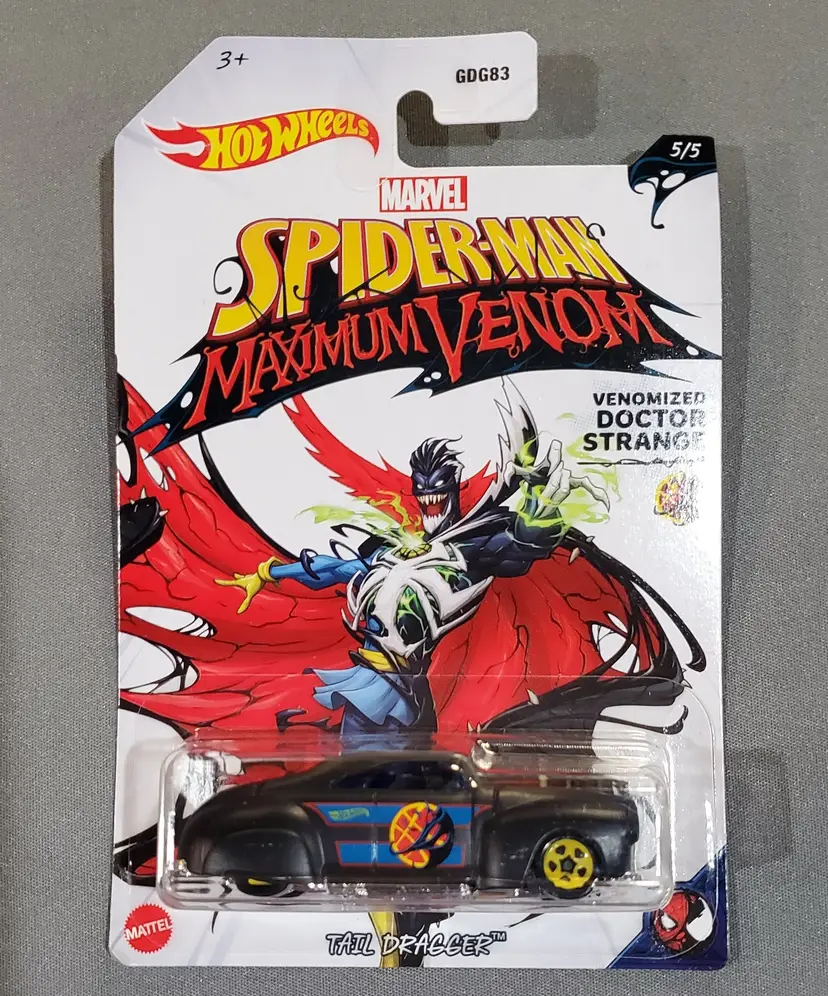 3+
GDG83
HOT WHEELS
5/5
MARVEL
SPIDER-MAN
MAXIMUM VENOM
VENOMIZED
DOCTOR
STRANGE
MATTEL
TAIL DRAGGER™